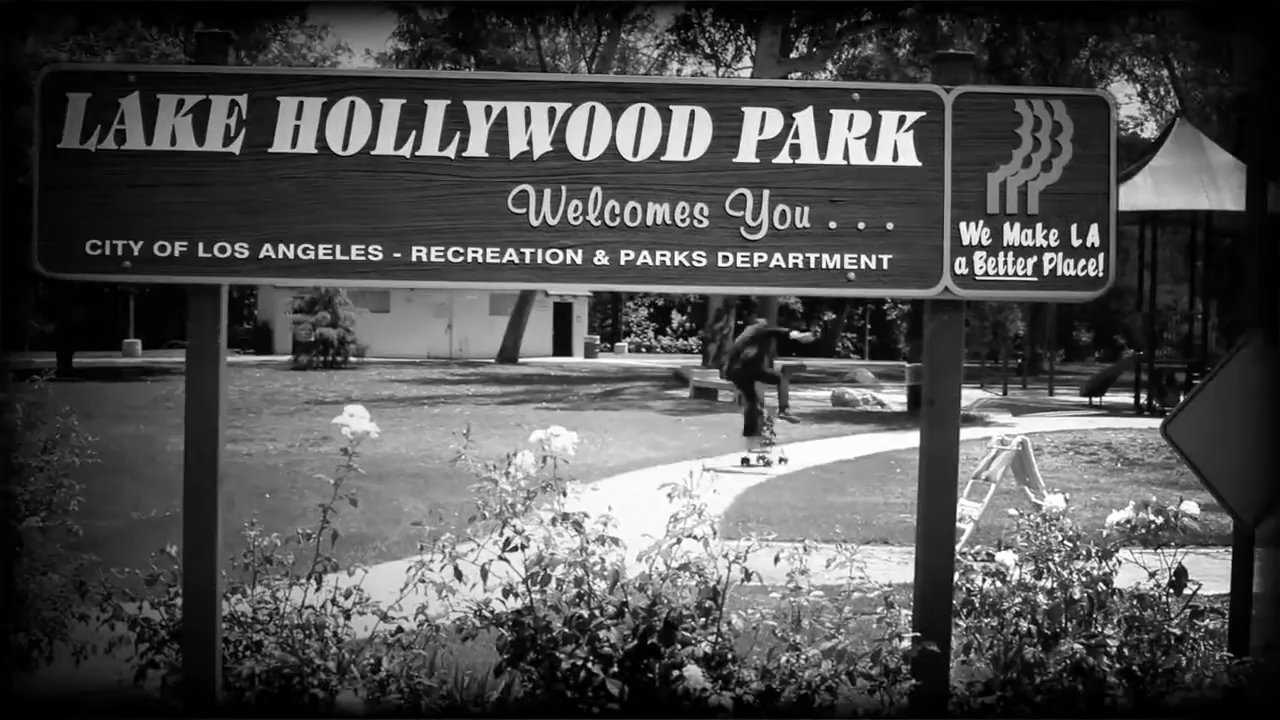 LAKE HOLLYWOOD PARK
Welcomes You . . .
CITY OF LOS ANGELES - RECREATION & PARKS DEPARTMENT
We Make LA
a Better Place!